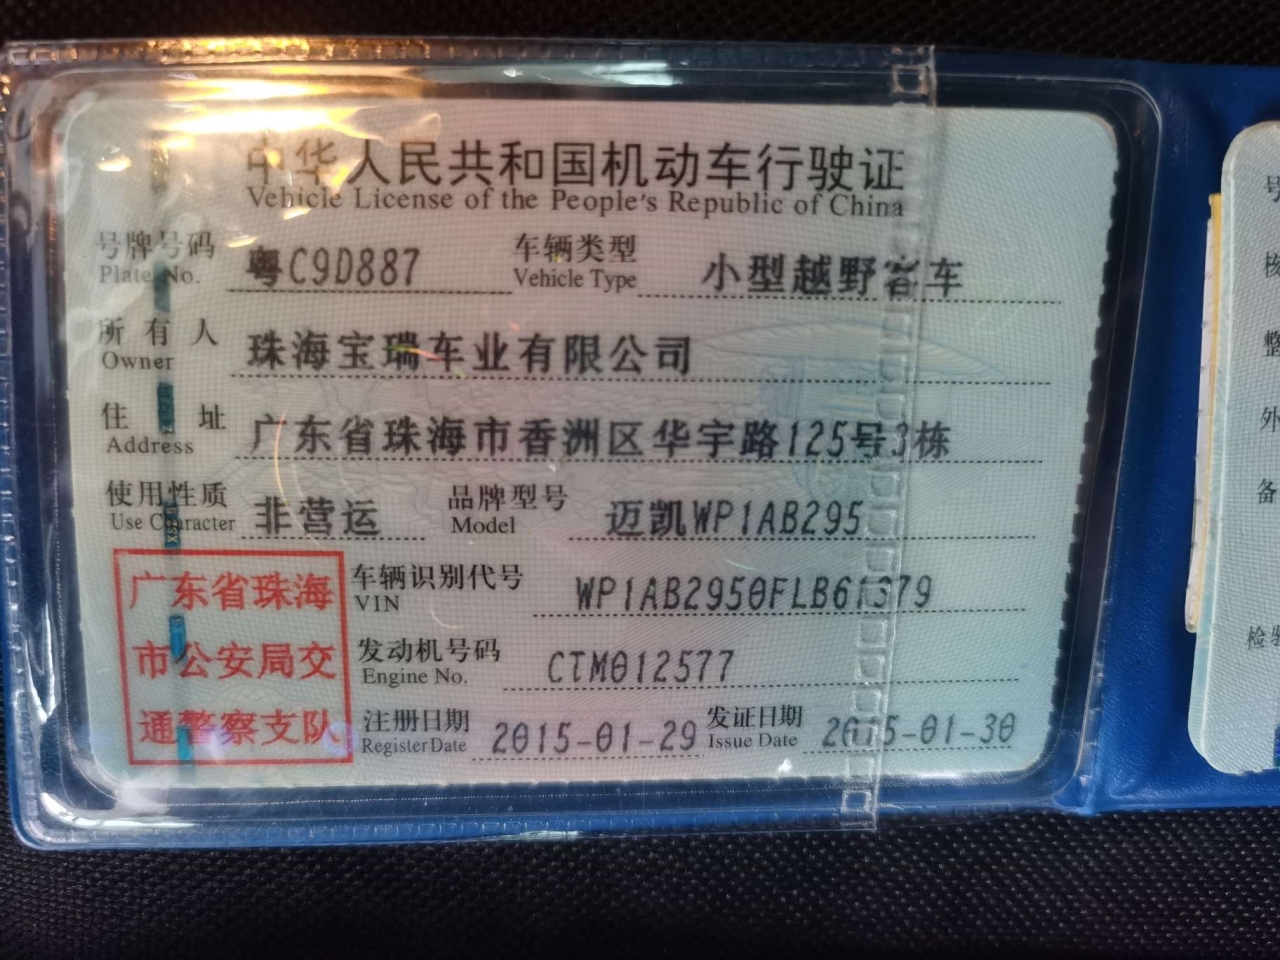 中华人民共和国机动车行驶证
Vehicle License of the People's Republic of China
号牌号码 粤C9D887 车辆类型 小型越野客车
Plate No. Vehicle Type
所有人 珠海宝瑞车业有限公司
Owner
住址 广东省珠海市香洲区华宇路125号3栋
Address
使用性质 非营运 品牌型号 迈凯WP1AB295
Use Character Model
广东省珠海 车辆识别代号 WP1AB2950FLB61379
VIN
市公安局交 发动机号码 CTM012577
Engine No.
通警察支队 注册日期 2015-01-29 发证日期 2015-01-30
Register Date Issue Date
号
核
整
外
备
检验